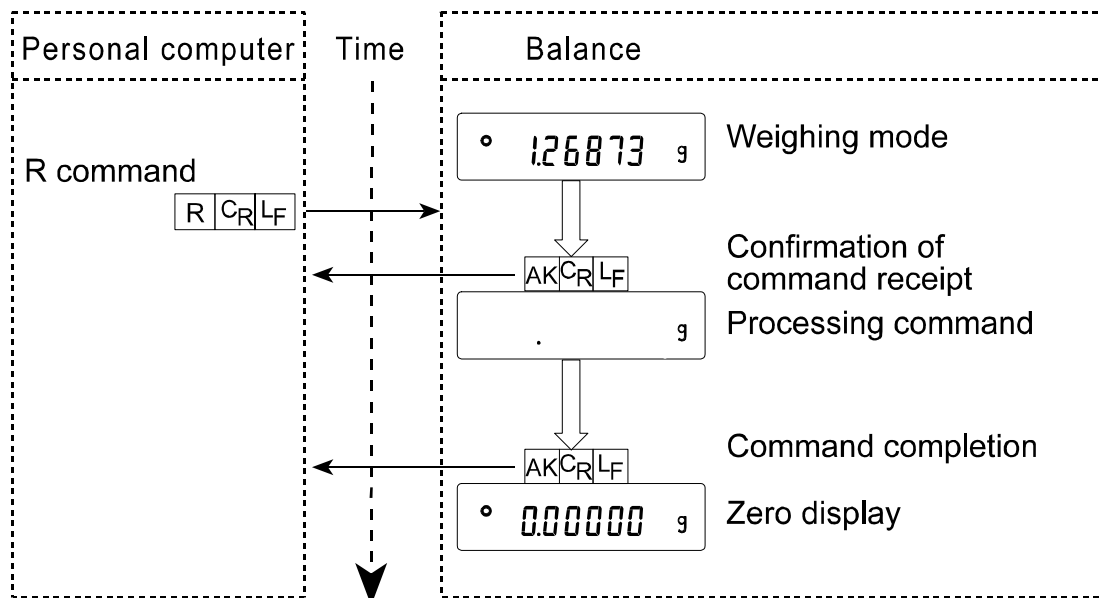 Personal computer Time Balance
1.26873 g Weighing mode
R command
R CR LF
Confirmation of
command receipt
AK CR LF
. g Processing command
Command completion
AK CR LF
0.00000 g Zero display